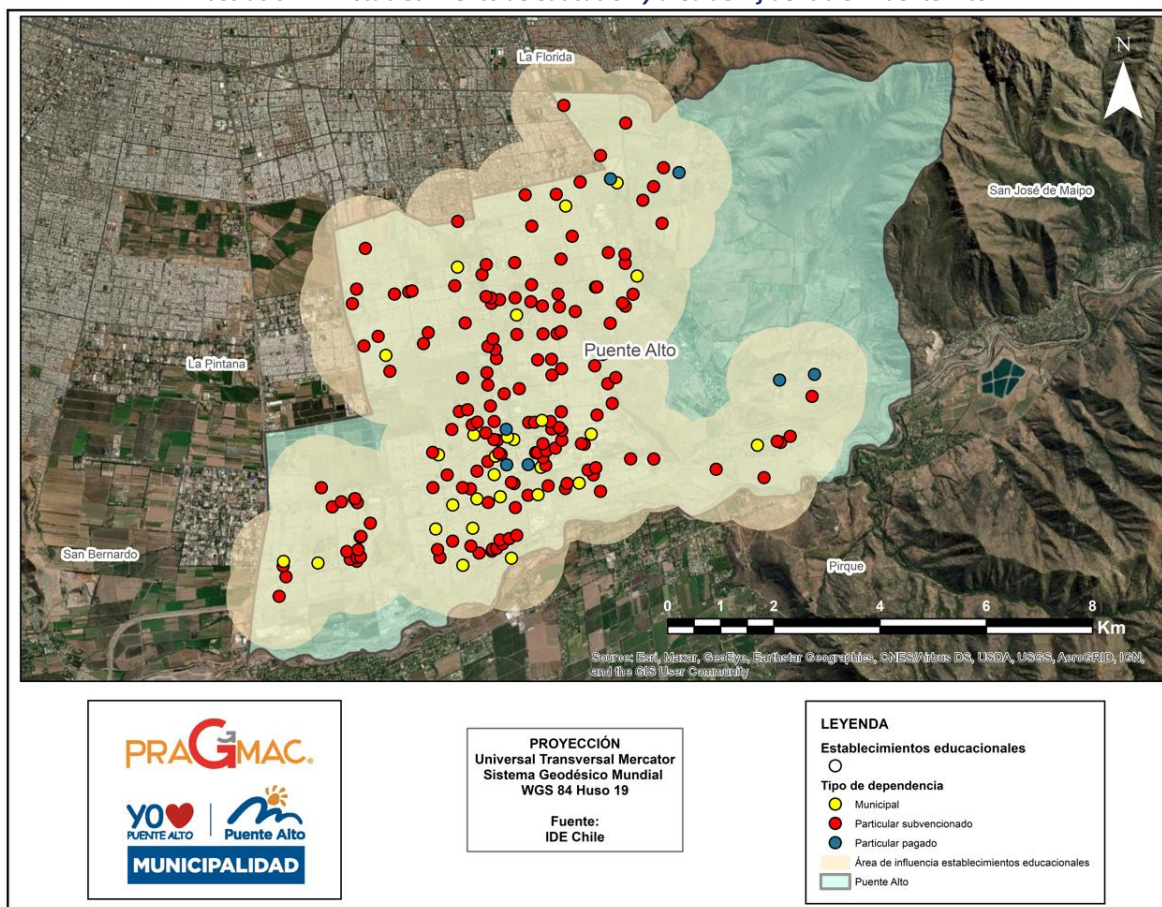 La Florida
N
San José de Maipo
La Pintana
Puente Alto
San Bernardo
Pirque
0 1 2 4 6 8
Km
Source: Esri, Maxar, GeoEye, Earthstar Geographics, CNES/Airbus DS, USDA, USGS, AeroGRID, IGN,
and the GIS User Community
PRAGMAC.
YO
PUENTE ALTO
Puente Alto
MUNICIPALIDAD
PROYECCIÓN
Universal Transversal Mercator
Sistema Geodésico Mundial
WGS 84 Huso 19
Fuente:
IDE Chile
LEYENDA
Establecimientos educacionales
Tipo de dependencia
Municipal
Particular subvencionado
Particular pagado
Área de influencia establecimientos educacionales
Puente Alto